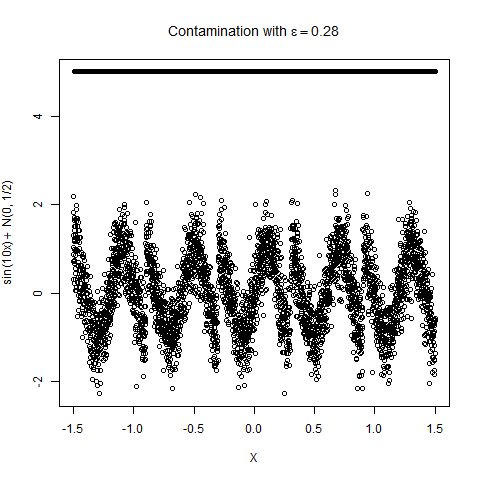 Contamination with ε = 0.28
sin(10x) + N(0, 1/2)
4
2
0
-2
-1.5 -1.0 -0.5 0.0 0.5 1.0 1.5
X